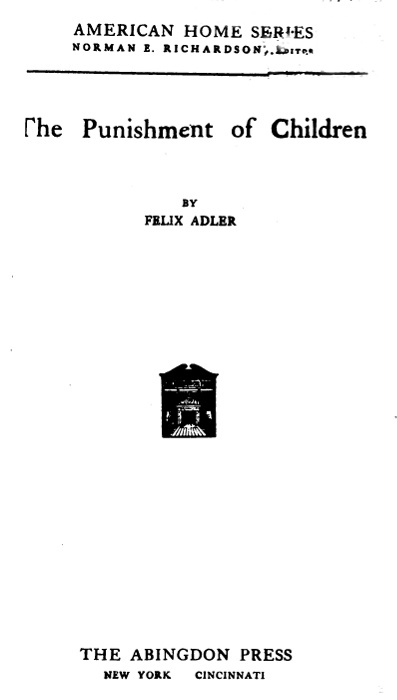 AMERICAN HOME SERIES
NORMAN E. RICHARDSON, EDITOR
The Punishment of Children
BY
FELIX ADLER
THE ABINGDON PRESS
NEW YORK CINCINNATI